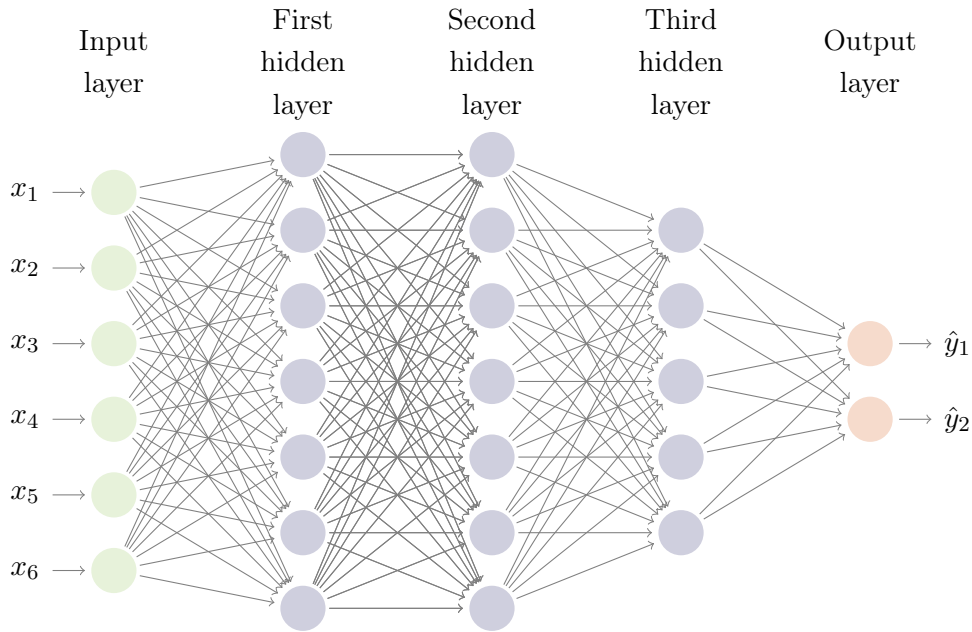 Input
layer
First
hidden
layer
Second
hidden
layer
Third
hidden
layer
Output
layer
x₁
x₂
x₃
x₄
x₅
x₆
ŷ₁
ŷ₂